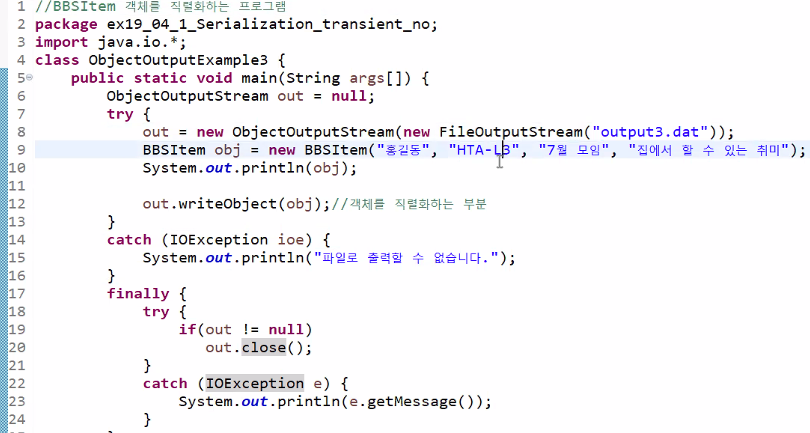 1 //BBSItem 객체를 직렬화하는 프로그램
2 package ex19_04_1_Serialization_transient_no;
3 import java.io.*;
4 class ObjectOutputExample3 {
5 public static void main(String args[]) {
6 ObjectOutputStream out = null;
7 try {
8 out = new ObjectOutputStream(new FileOutputStream("output3.dat"));
9 BBSItem obj = new BBSItem("홍길동", "HTA-L3", "7월 모임", "집에서 할 수 있는 취미");
10 System.out.println(obj);
11
12 out.writeObject(obj);//객체를 직렬화하는 부분
13 }
14 catch (IOException ioe) {
15 System.out.println("파일로 출력할 수 없습니다.");
16 }
17 finally {
18 try {
19 if(out != null)
20 out.close();
21 }
22 catch (IOException e) {
23 System.out.println(e.getMessage());
24 }